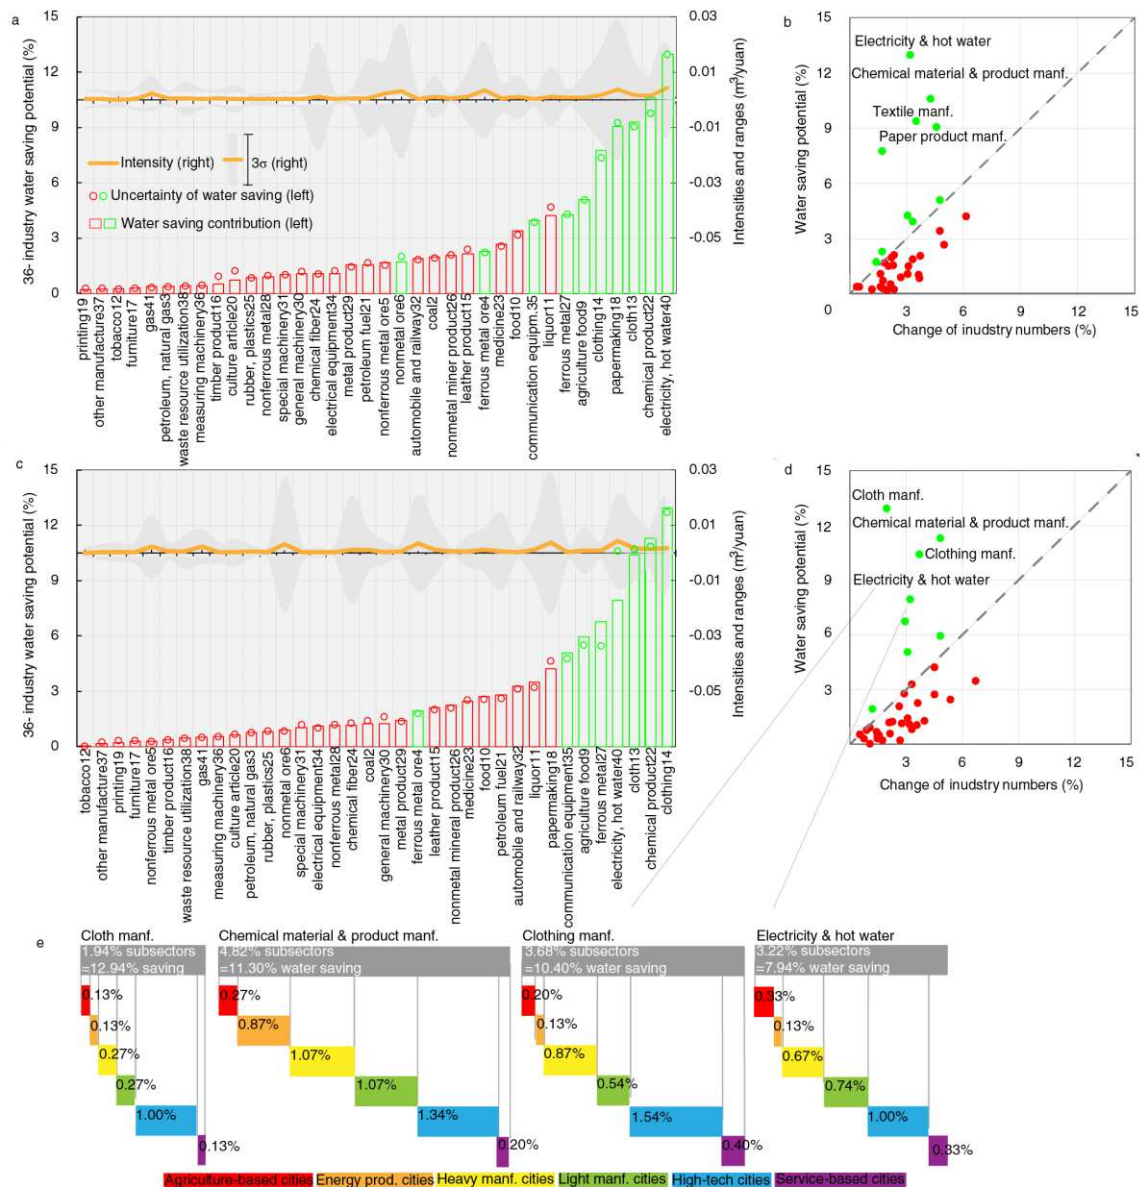 a
36- industry water saving potential (%)
15
12
9
6
3
0
Intensity (right)
3σ (right)
Uncertainty of water saving (left)
Water saving contribution (left)
0.03
0.01
-0.01
-0.03
-0.05
Intensities and ranges (m³/yuan)
printing19
other manufacture37
tobacco12
furniture17
gas41
petroleum, natural gas3
waste resource utilization38
measuring machinery36
timber product16
culture article20
rubber, plastics25
nonferrous metal28
special machinery31
general machinery30
chemical fiber24
electrical equipment34
metal product29
petroleum fuel21
nonferrous metal ore5
nonmetal ore6
automobile and railway32
coal2
nonmetal miner product26
leather product15
ferrous metal ore4
medicine23
food10
communication equipm.35
liquor11
ferrous metal27
agriculture food9
clothing14
papermaking18
cloth13
chemical product22
electricity, hot water40
b
Water saving potential (%)
15
12
9
6
3
0
Electricity & hot water
Chemical material & product manf.
Textile manf.
Paper product manf.
3
6
9
12
15
Change of inudstry numbers (%)
c
36- industry water saving potential (%)
15
12
9
6
3
0
0.03
0.01
-0.01
-0.03
-0.05
Intensities and ranges (m²/yuan)
tobacco12
other manufacture37
printing19
furniture17
nonferrous metal ore5
timber product16
waste resource utilization38
gas41
measuring machinery36
culture article20
petroleum, natural gas3
rubber, plastics25
nonmetal ore6
special machinery31
electrical equipment34
nonferrous metal28
chemical fiber24
coal2
general machinery30
metal product29
ferrous metal ore4
leather product15
nonmetal mineral product26
medicine23
food10
petroleum fuel21
automobile and railway32
liquor11
papermaking18
communication equipment35
agriculture food9
ferrous metal27
electricity, hot water40
cloth13
chemical product22
clothing14
d
Water saving potential (%)
15
12
9
6
3
0
Cloth manf.
Chemical material & product manf.
Clothing manf.
Electricity & hot water
3
6
9
12
15
Change of inudstry numbers (%)
e
Cloth manf.
1.94% subsectors
=12.94% saving
0.13%
0.13%
0.27%
0.27%
1.00%
0.13%
Chemical material & product manf.
4.82% subsectors
=11.30% water saving
0.27%
0.87%
1.07%
1.07%
1.34%
0.20%
Clothing manf.
3.68% subsectors
=10.40% water saving
0.20%
0.13%
0.87%
0.54%
1.54%
0.40%
Electricity & hot water
3.22% subsectors
=7.94% water saving
0.33%
0.13%
0.67%
0.74%
1.00%
0.33%
Agriculture-based cities
Energy prod. cities
Heavy manf. cities
Light manf. cities
High-tech cities
Service-based cities